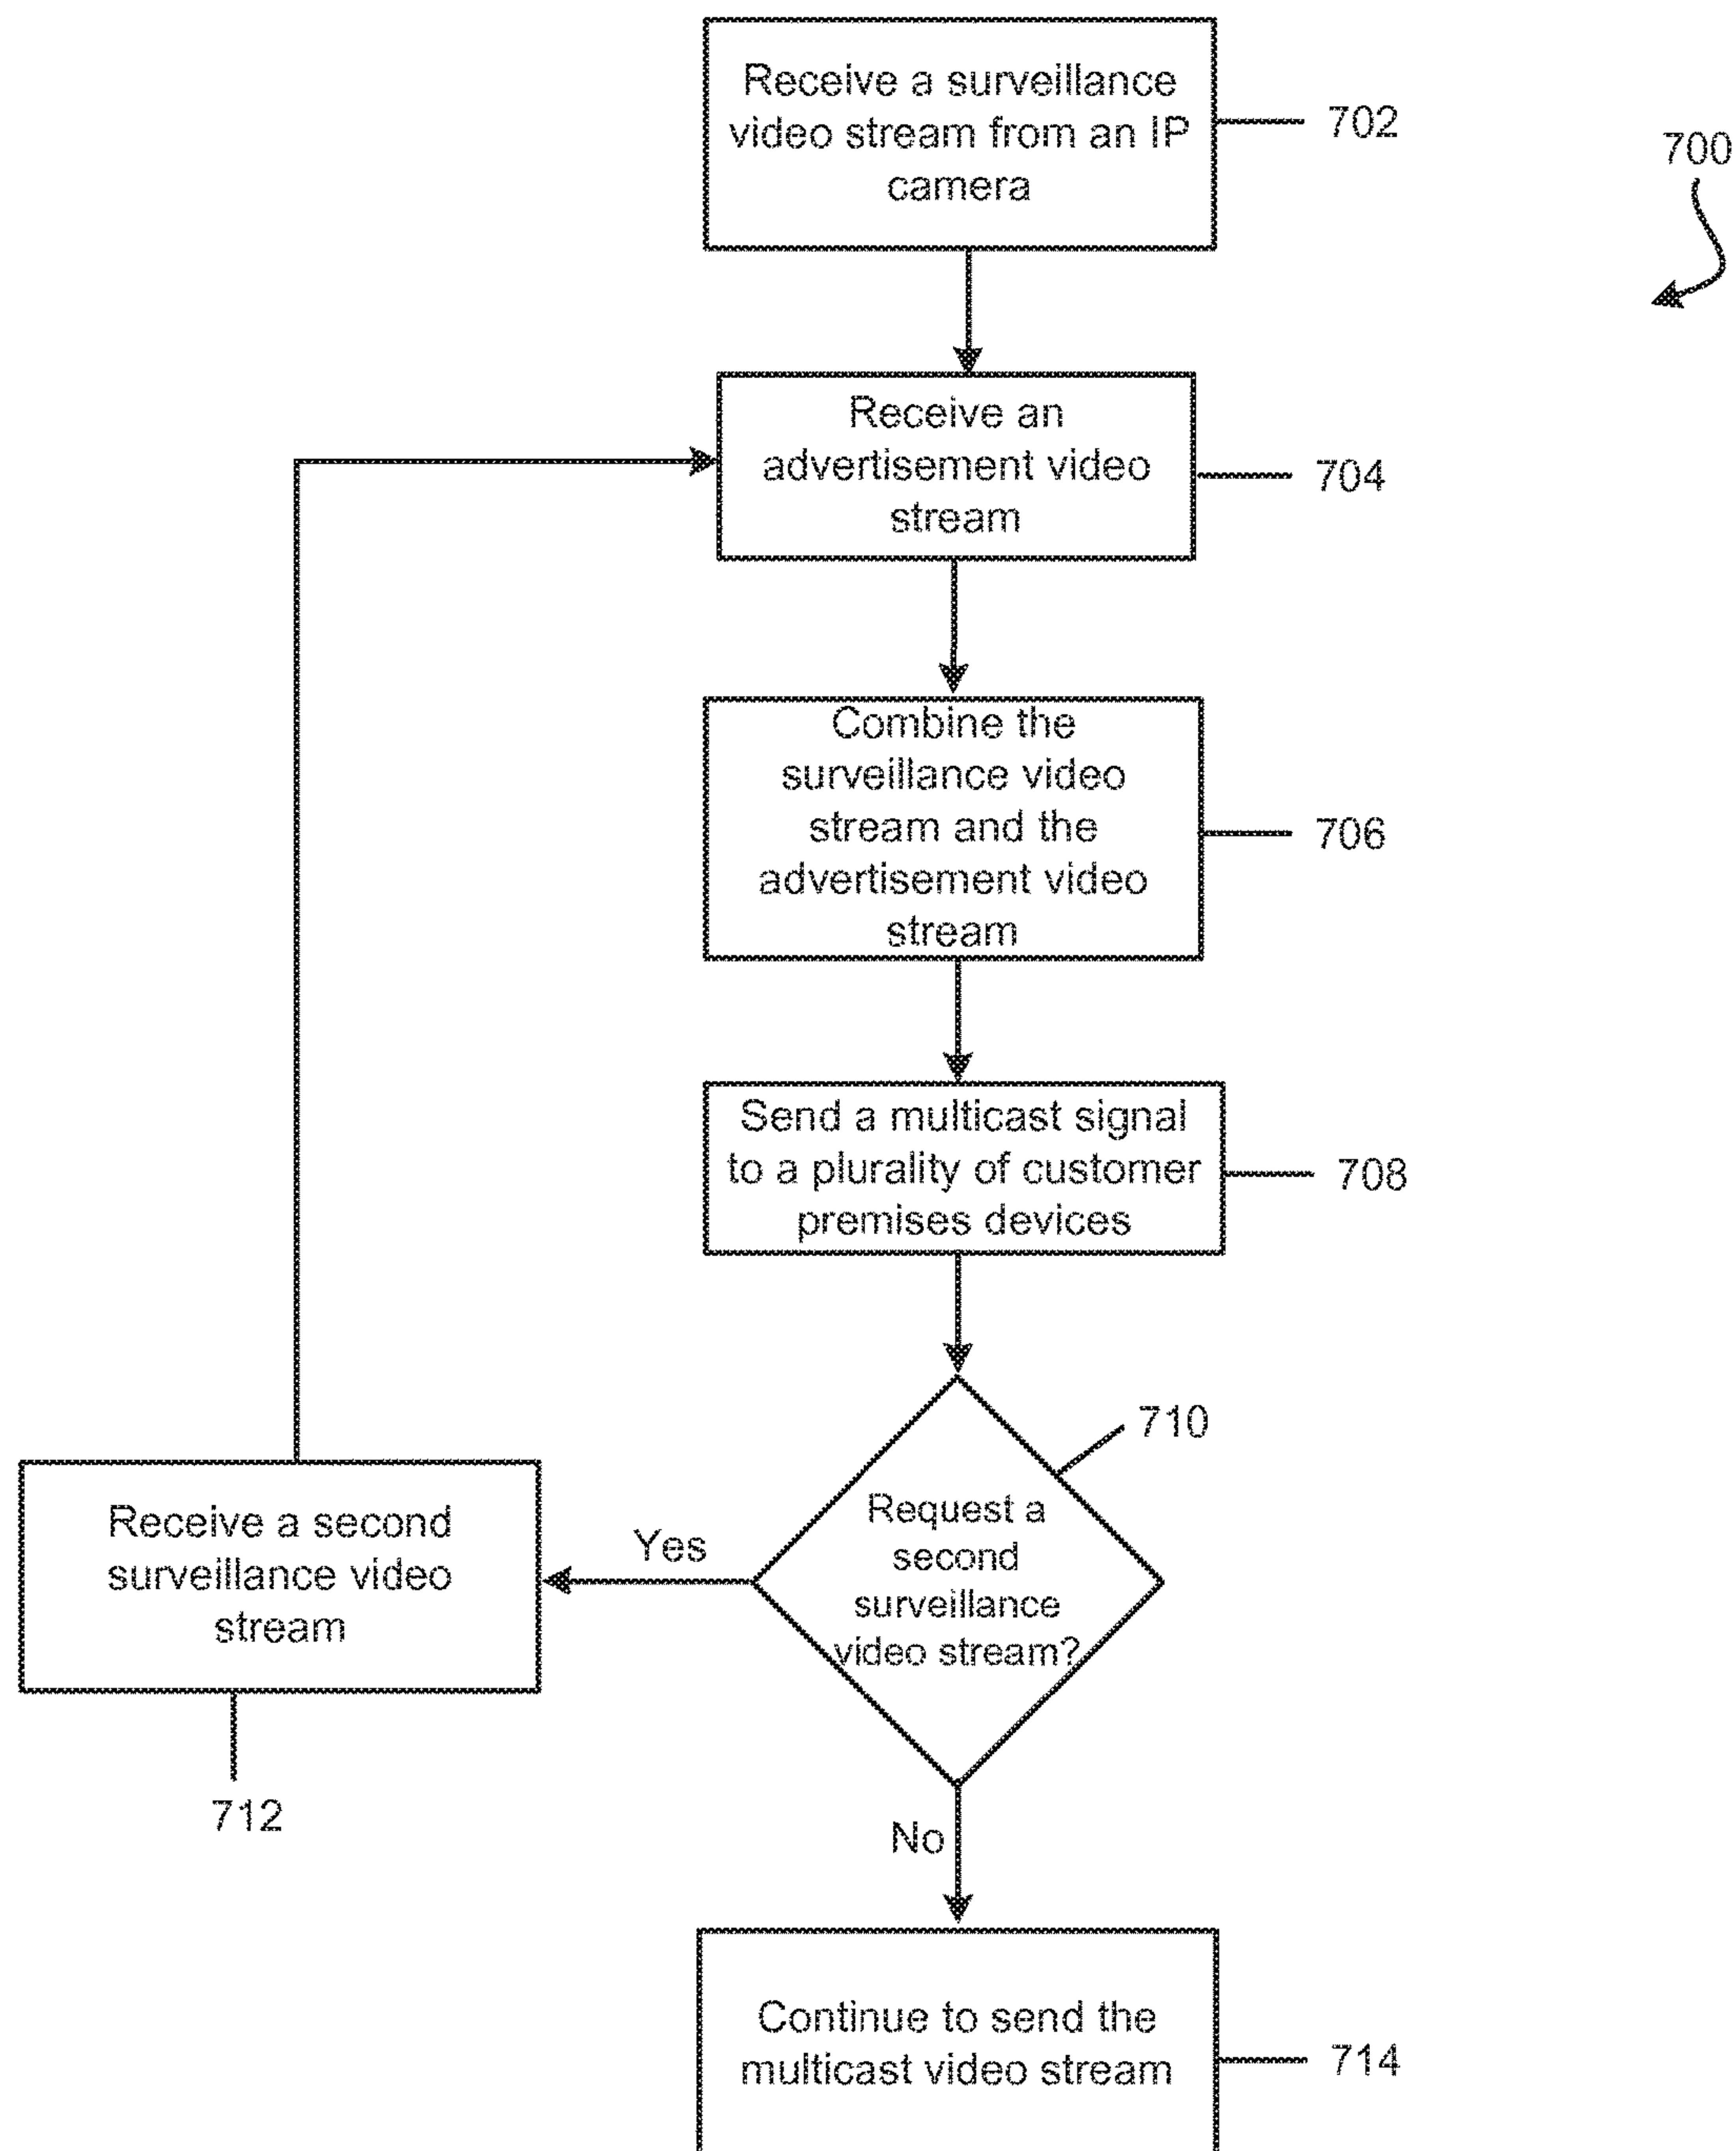 Receive a surveillance
video stream from an IP
camera
702
700
Receive an
advertisement video
stream
704
Combine the
surveillance video
stream and the
advertisement video
stream
706
Send a multicast signal
to a plurality of customer
premises devices
708
710
Request a
second
surveillance
video stream?
Yes
Receive a second
surveillance video
stream
712
No
Continue to send the
multicast video stream
714